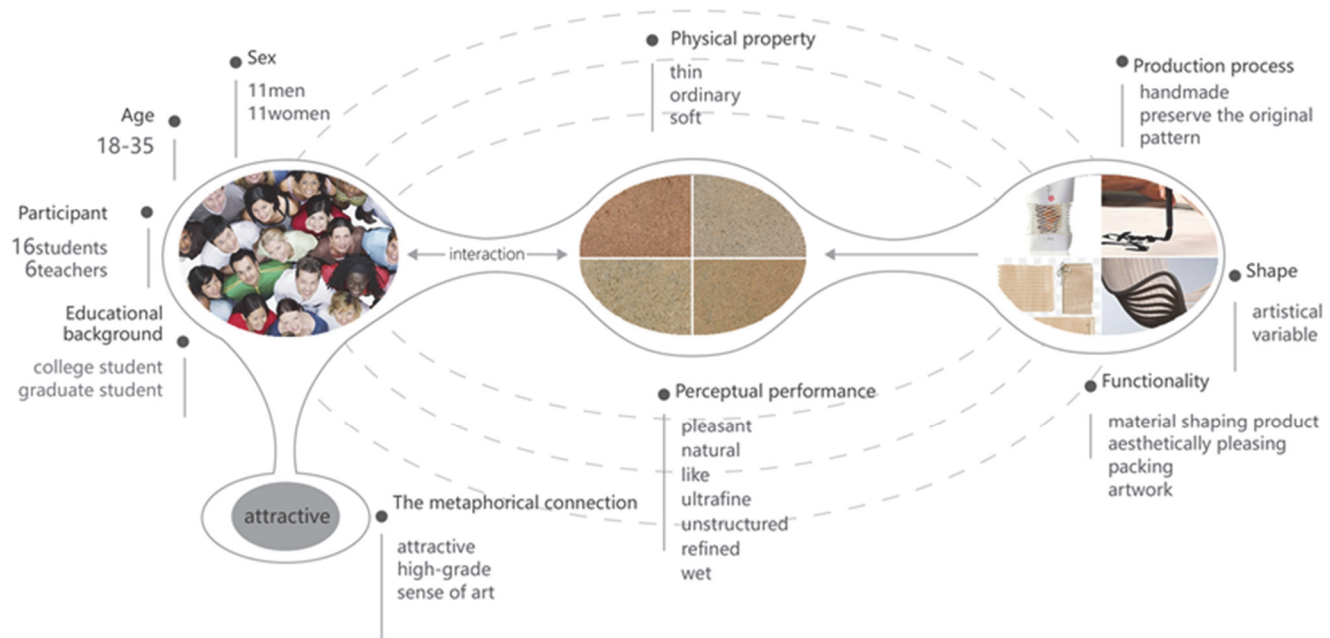 Sex
11men
11women
Age
18-35
Participant
16students
6teachers
Educational
background
college student
graduate student
interaction
Physical property
thin
ordinary
soft
Production process
handmade
preserve the original
pattern
Shape
artistical
variable
Functionality
material shaping product
aesthetically pleasing
packing
artwork
Perceptual performance
pleasant
natural
like
ultrafine
unstructured
refined
wet
attractive
The metaphorical connection
attractive
high-grade
sense of art